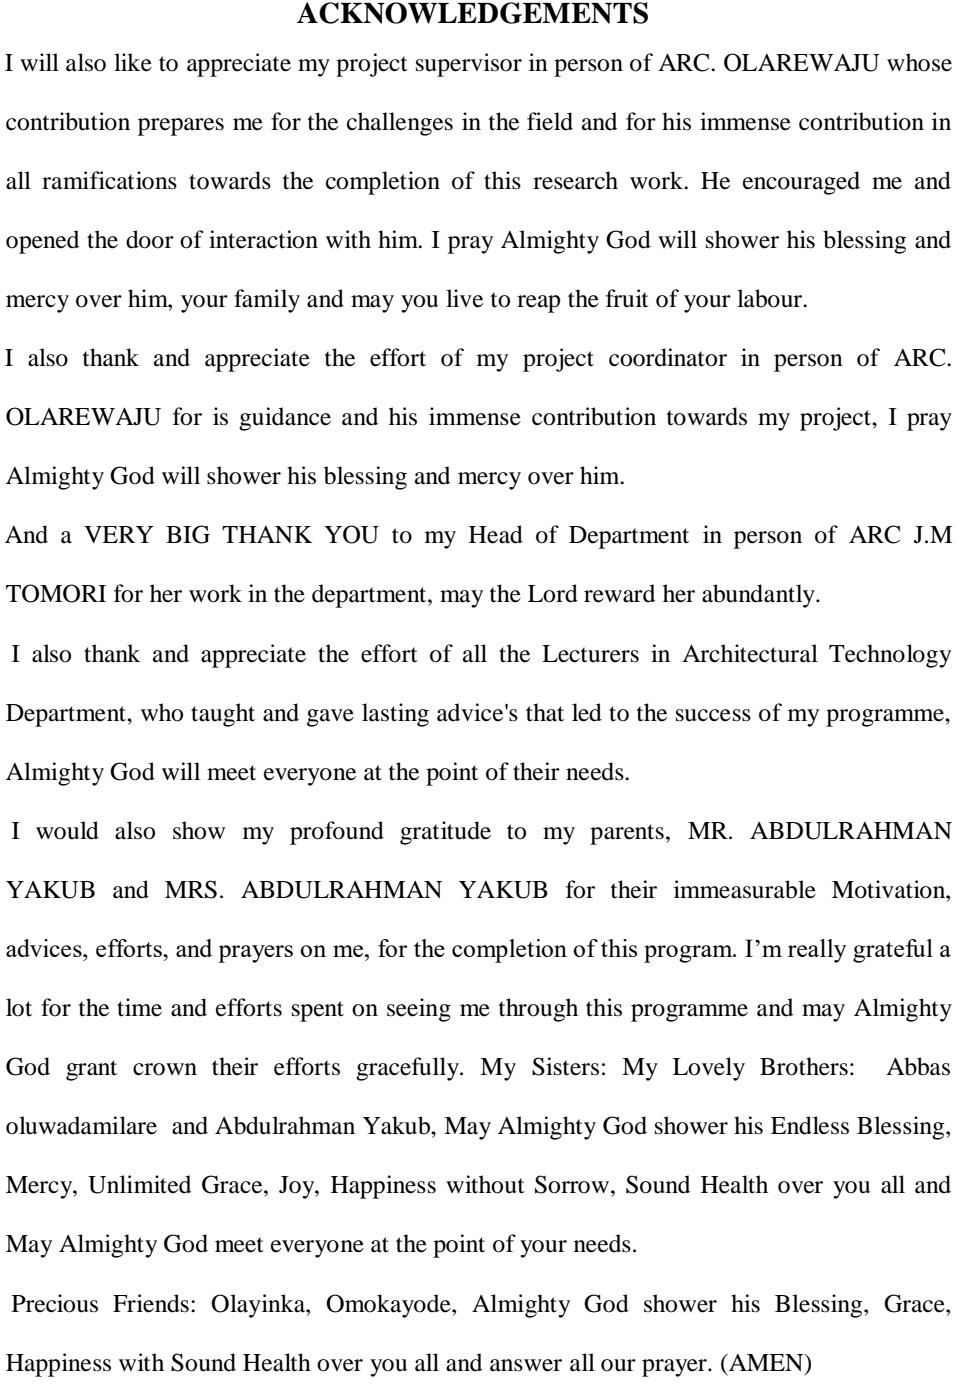 ACKNOWLEDGEMENTS
I will also like to appreciate my project supervisor in person of ARC. OLAREWAJU whose
contribution prepares me for the challenges in the field and for his immense contribution in
all ramifications towards the completion of this research work. He encouraged me and
opened the door of interaction with him. I pray Almighty God will shower his blessing and
mercy over him, your family and may you live to reap the fruit of your labour.
I also thank and appreciate the effort of my project coordinator in person of ARC.
OLAREWAJU for is guidance and his immense contribution towards my project, I pray
Almighty God will shower his blessing and mercy over him.
And a VERY BIG THANK YOU to my Head of Department in person of ARC J.M
TOMORI for her work in the department, may the Lord reward her abundantly.
I also thank and appreciate the effort of all the Lecturers in Architectural Technology
Department, who taught and gave lasting advice's that led to the success of my programme,
Almighty God will meet everyone at the point of their needs.
I would also show my profound gratitude to my parents, MR. ABDULRAHMAN
YAKUB and MRS. ABDULRAHMAN YAKUB for their immeasurable Motivation,
advices, efforts, and prayers on me, for the completion of this program. I’m really grateful a
lot for the time and efforts spent on seeing me through this programme and may Almighty
God grant crown their efforts gracefully. My Sisters: My Lovely Brothers: Abbas
oluwadamilare and Abdulrahman Yakub, May Almighty God shower his Endless Blessing,
Mercy, Unlimited Grace, Joy, Happiness without Sorrow, Sound Health over you all and
May Almighty God meet everyone at the point of your needs.
Precious Friends: Olayinka, Omokayode, Almighty God shower his Blessing, Grace,
Happiness with Sound Health over you all and answer all our prayer. (AMEN)